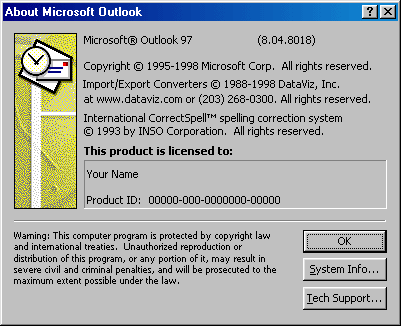 About Microsoft Outlook
Microsoft® Outlook 97 (8.04.8018)
Copyright © 1995-1998 Microsoft Corp. All rights reserved.
Import/Export Converters © 1988-1998 DataViz, Inc.
at www.dataviz.com or (203) 268-0300. All rights reserved.
International CorrectSpell™ spelling correction system
© 1993 by INSO Corporation. All rights reserved.
This product is licensed to:
Your Name
Product ID: 00000-000-0000000-00000
Warning: This computer program is protected by copyright law
and international treaties. Unauthorized reproduction or
distribution of this program, or any portion of it, may result in
severe civil and criminal penalties, and will be prosecuted to the
maximum extent possible under the law.
OK
System Info...
Tech Support...